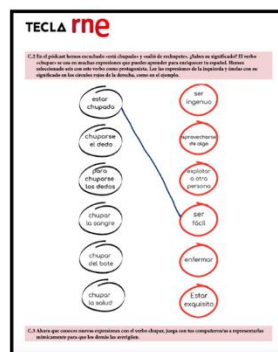 TECLA rne
C.2 En el pódcast hemos escuchado «está chupado» y «salió de rechupete». ¿Sabes su significado? El verbo
«chupar» se usa en muchas expresiones que puedes aprender para enriquecer tu español. Hemos
seleccionado seis con este verbo como protagonista. Lee las expresiones de la izquierda y únelas con su
significado en los círculos rojos de la derecha, como en el ejemplo.
estar
chupado
ser
ingenuo
chuparse
el dedo
aprovecharse
de algo
para
chuparse
los dedos
explotar
a otra
persona
chupar
la sangre
ser
fácil
chupar
del bote
enfermar
chupar
la salud
Estar
exquisito
C.3 Ahora que conoces nuevas expresiones con el verbo chupar, juega con tus compañeros/as a representarlas
mímicamente para que los demás las averigüen.